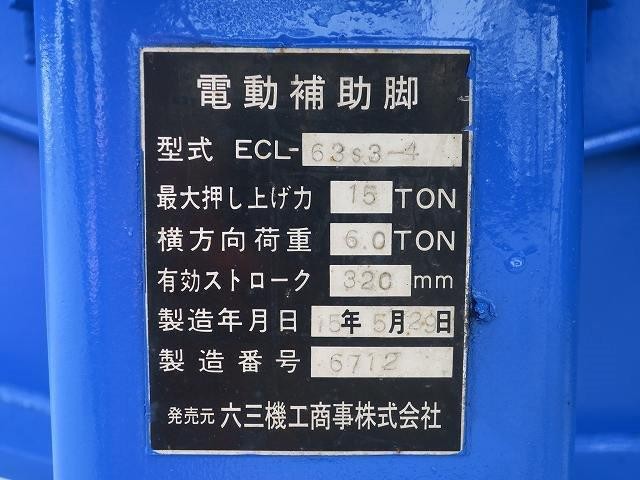 電動補助脚
型式 ECL-63s3-4
最大押し上げ力 15 TON
横方向荷重 6.0 TON
有効ストローク 320 mm
製造年月日 15年 5月29日
製造番号 6712
発売元 六三機工商事株式会社